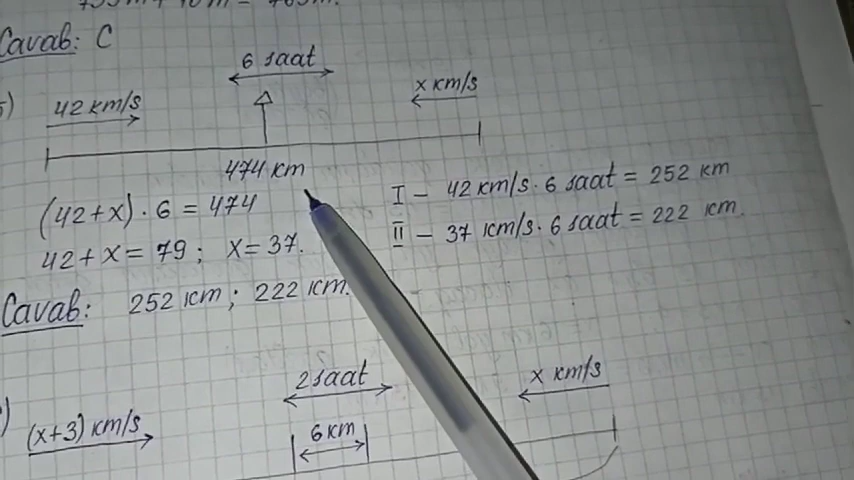 Cavab: C
6 saat
5) 42 km/s
x km/s
474 km
(42+x) · 6 = 474
I – 42 km/s · 6 saat = 252 km
42 + x = 79 ; x = 37.
II – 37 km/s · 6 saat = 222 km.
Cavab: 252 km ; 222 km.
2 saat
x km/s
(x+3) km/s
6 km